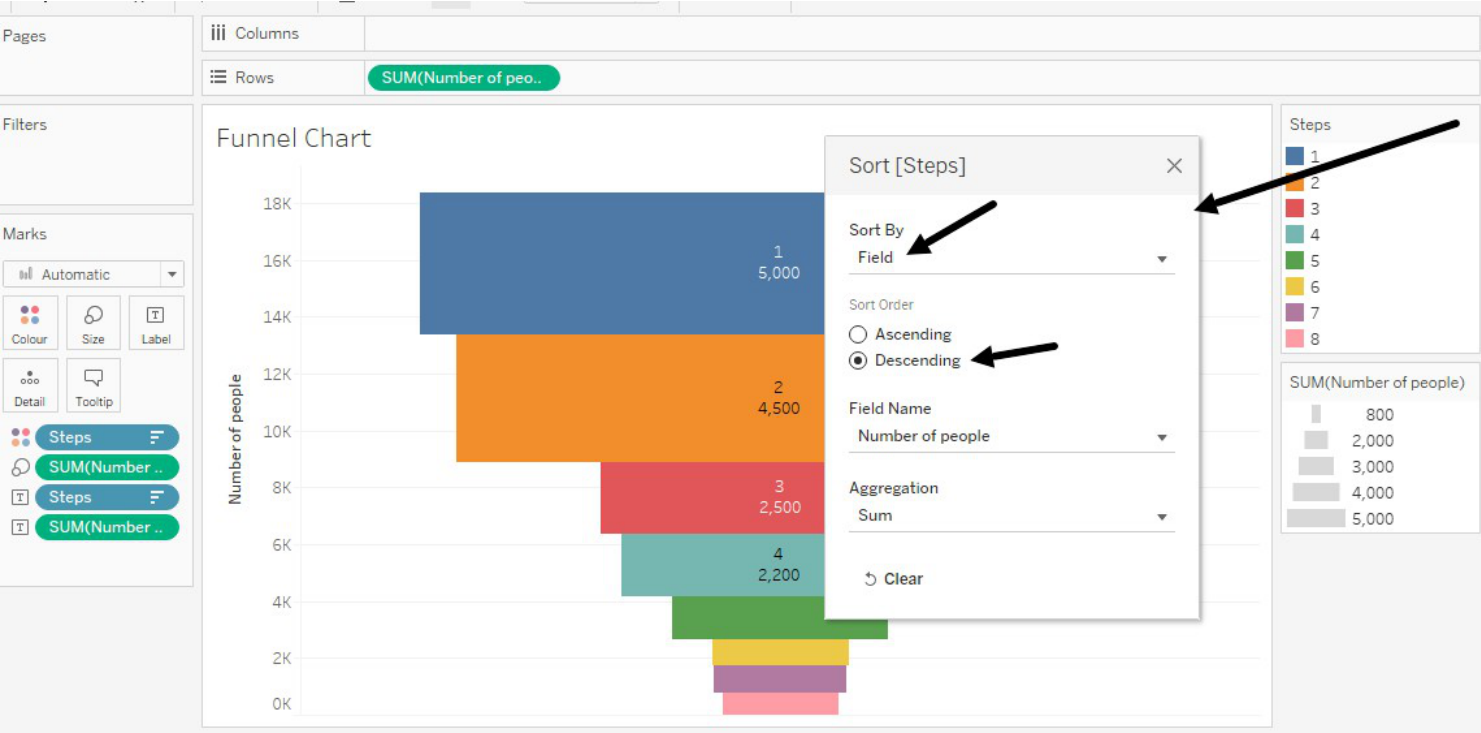 Pages
Columns
Rows
SUM(Number of peo..
Filters
Marks
Automatic
Colour
Size
Label
Detail
Tooltip
Steps
SUM(Number ..
Steps
SUM(Number ..
Funnel Chart
Number of people
18K
16K
14K
12K
10K
8K
6K
4K
2K
0K
1
5,000
2
4,500
3
2,500
4
2,200
Sort [Steps]
Sort By
Field
Sort Order
Ascending
Descending
Field Name
Number of people
Aggregation
Sum
Clear
Steps
1
2
3
4
5
6
7
8
SUM(Number of people)
800
2,000
3,000
4,000
5,000